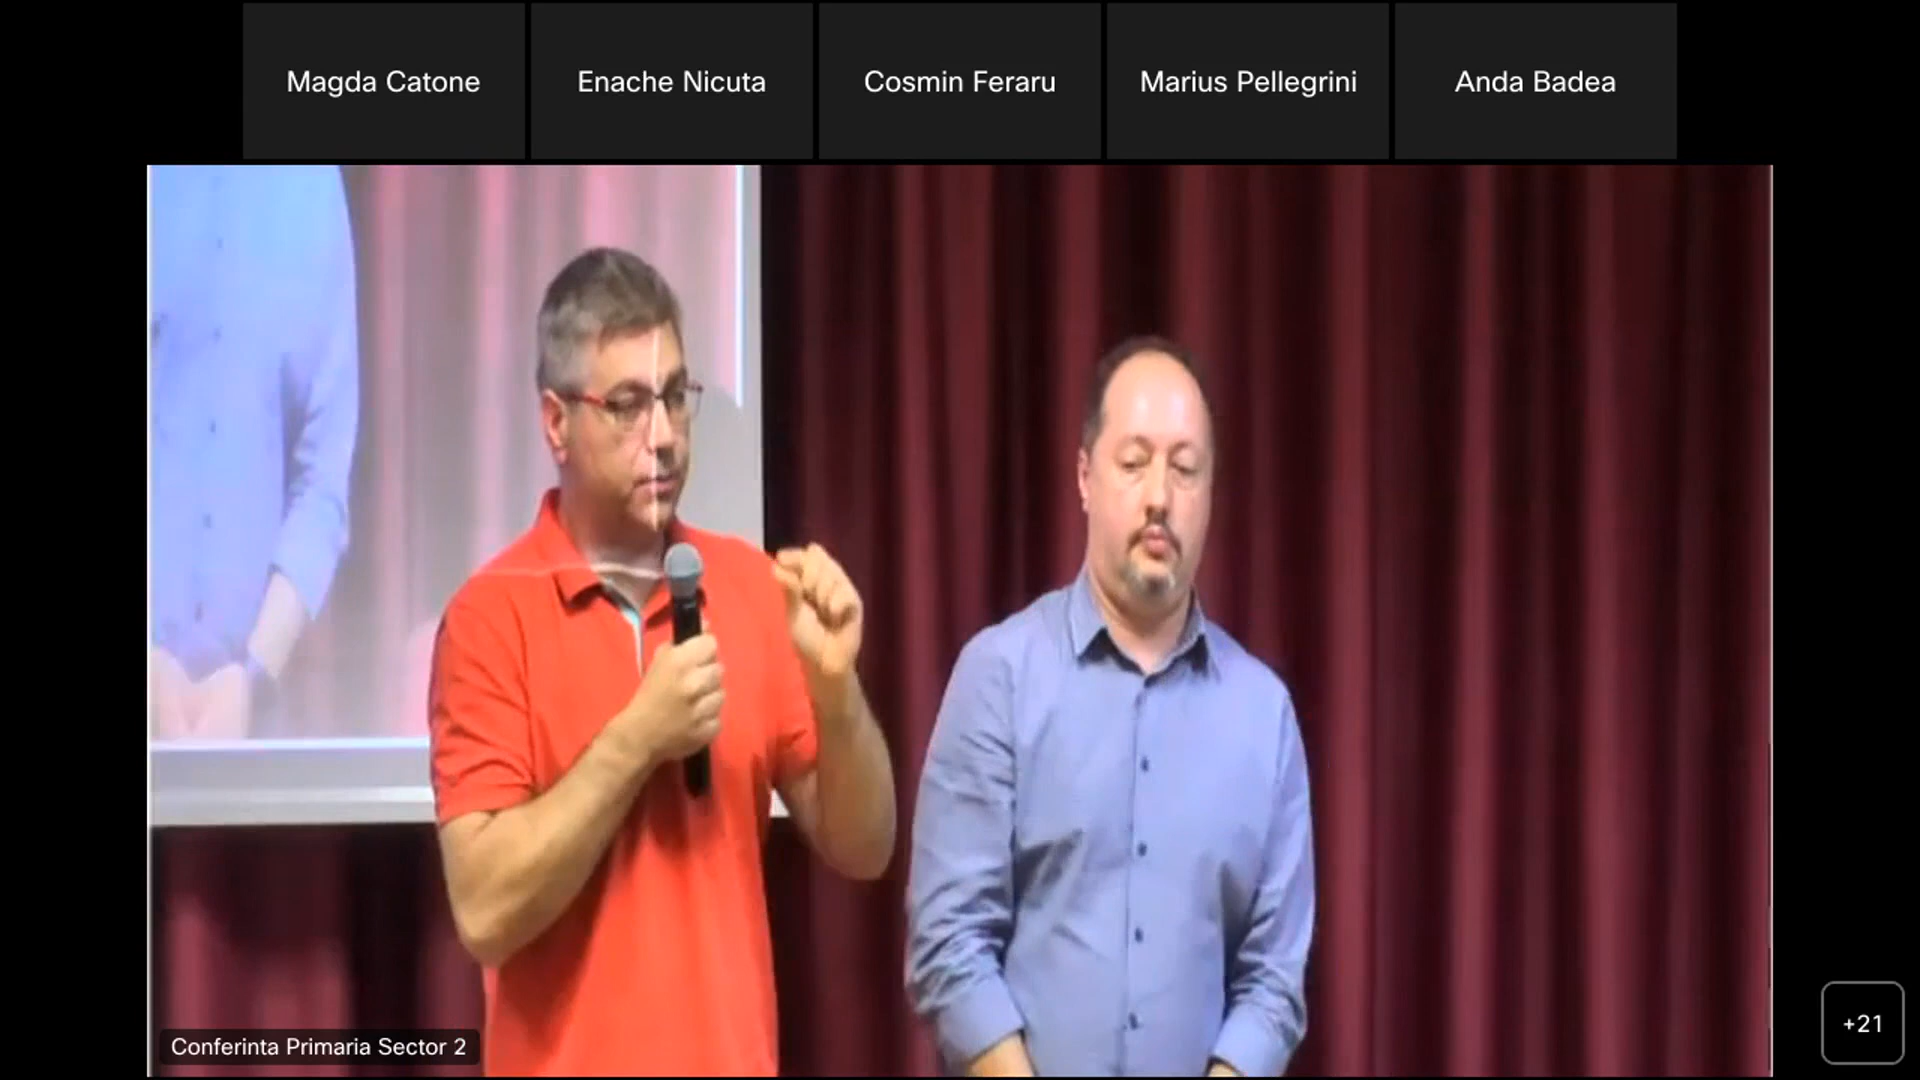 Magda Catone
Enache Nicuta
Cosmin Feraru
Marius Pellegrini
Anda Badea
Conferinta Primaria Sector 2
+21